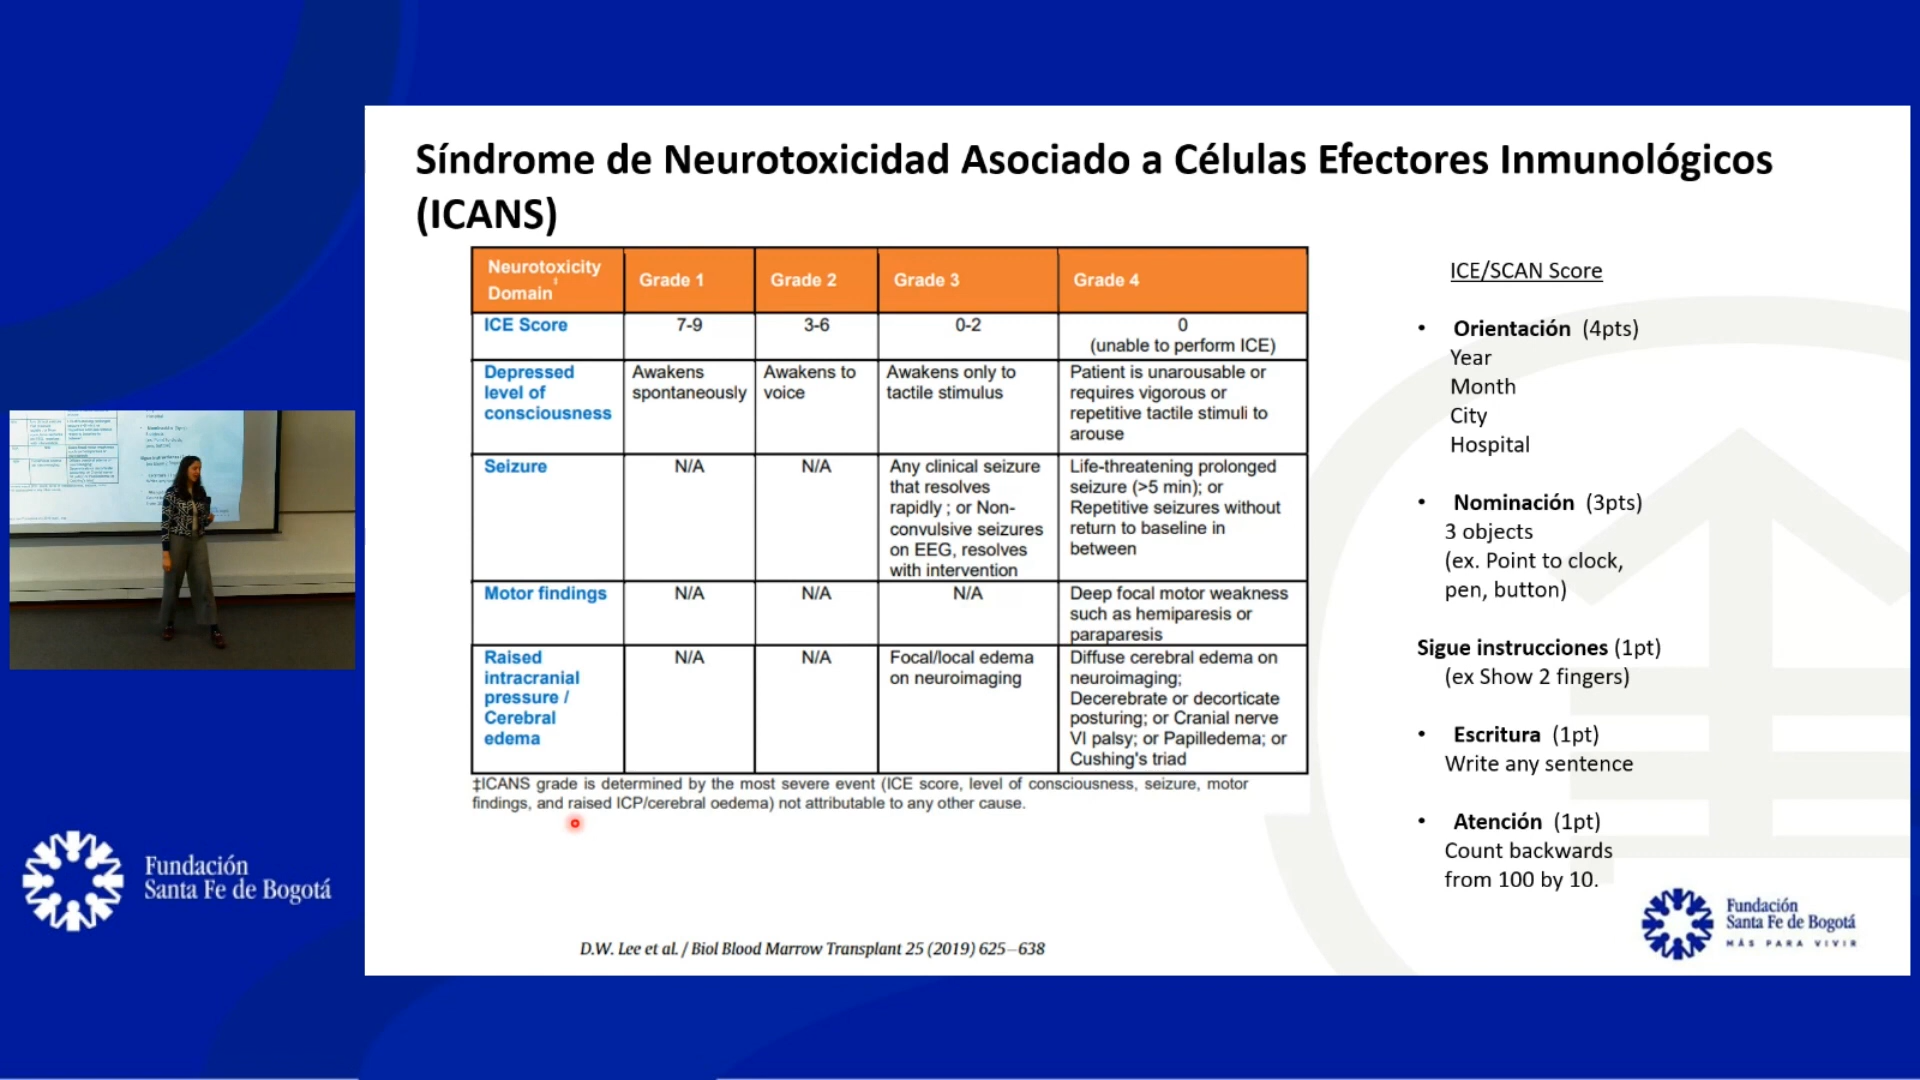 Síndrome de Neurotoxicidad Asociado a Células Efectores Inmunológicos
(ICANS)
Neurotoxicity
Domain‡
Grade 1
Grade 2
Grade 3
Grade 4
ICE Score
7-9
3-6
0-2
0
(unable to perform ICE)
Depressed
level of
consciousness
Awakens
spontaneously
Awakens to
voice
Awakens only to
tactile stimulus
Patient is unarousable or
requires vigorous or
repetitive tactile stimuli to
arouse
Seizure
N/A
N/A
Any clinical seizure
that resolves
rapidly ; or Non-
convulsive seizures
on EEG, resolves
with intervention
Life-threatening prolonged
seizure (>5 min); or
Repetitive seizures without
return to baseline in
between
Motor findings
N/A
N/A
N/A
Deep focal motor weakness
such as hemiparesis or
paraparesis
Raised
intracranial
pressure /
Cerebral
edema
N/A
N/A
Focal/local edema
on neuroimaging
Diffuse cerebral edema on
neuroimaging;
Decerebrate or decorticate
posturing; or Cranial nerve
VI palsy; or Papilledema; or
Cushing's triad
‡ICANS grade is determined by the most severe event (ICE score, level of consciousness, seizure, motor
findings, and raised ICP/cerebral oedema) not attributable to any other cause.
D.W. Lee et al. / Biol Blood Marrow Transplant 25 (2019) 625–638
ICE/SCAN Score
• Orientación (4pts)
Year
Month
City
Hospital
• Nominación (3pts)
3 objects
(ex. Point to clock,
pen, button)
Sigue instrucciones (1pt)
(ex Show 2 fingers)
• Escritura (1pt)
Write any sentence
• Atención (1pt)
Count backwards
from 100 by 10.
Fundación
Santa Fe de Bogotá
MÁS PARA VIVIR
Fundación
Santa Fe de Bogotá